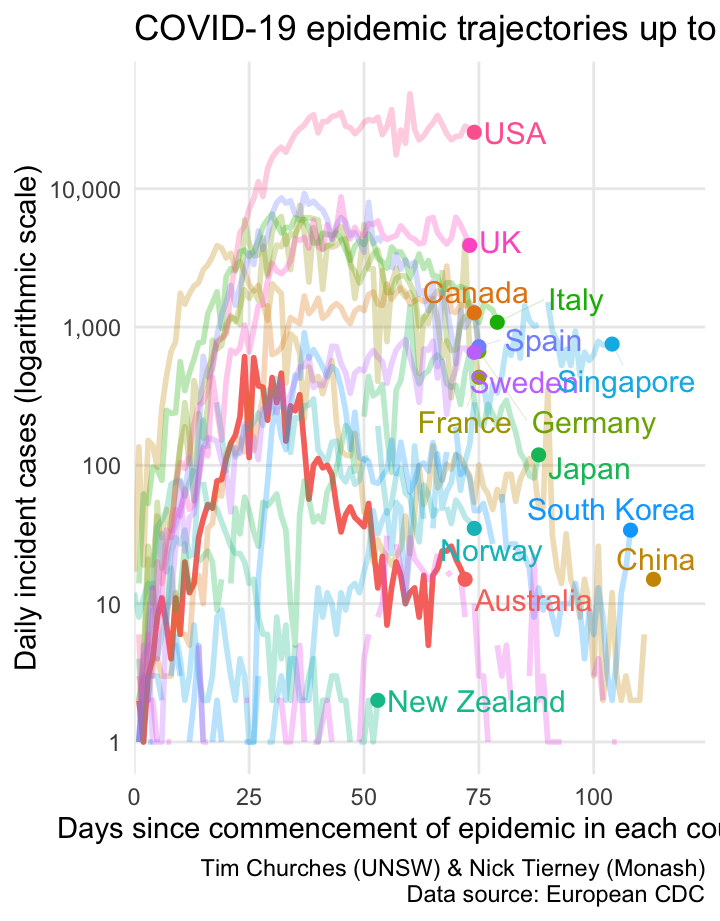 COVID-19 epidemic trajectories up to
Daily incident cases (logarithmic scale)
10,000
1,000
100
10
1
USA
UK
Canada
Italy
Spain
Sweden
Singapore
France
Germany
Japan
South Korea
Norway
China
Australia
New Zealand
0
25
50
75
100
Days since commencement of epidemic in each cou
Tim Churches (UNSW) & Nick Tierney (Monash)
Data source: European CDC